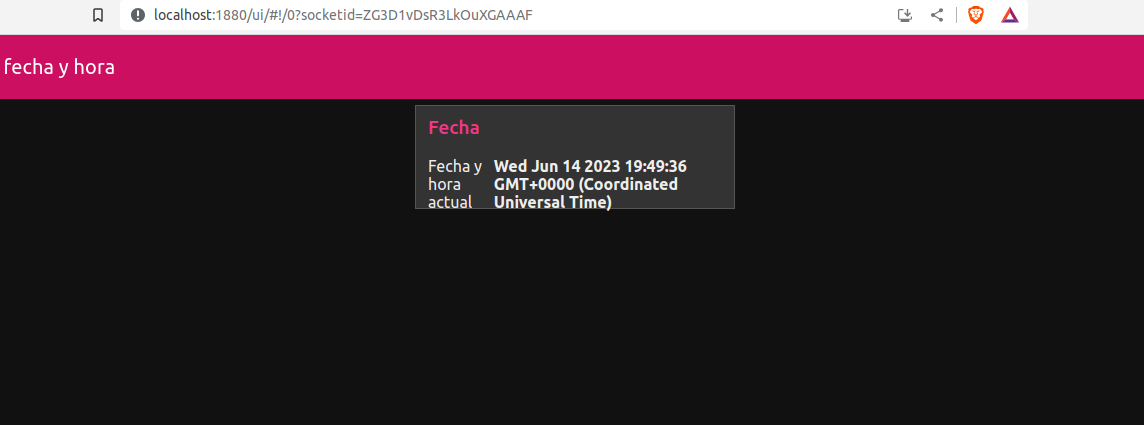 localhost:1880/ui/#!/0?socketid=ZG3D1vDsR3LkOuXGAAAF
fecha y hora
Fecha
Fecha y hora actual
Wed Jun 14 2023 19:49:36
GMT+0000 (Coordinated
Universal Time)